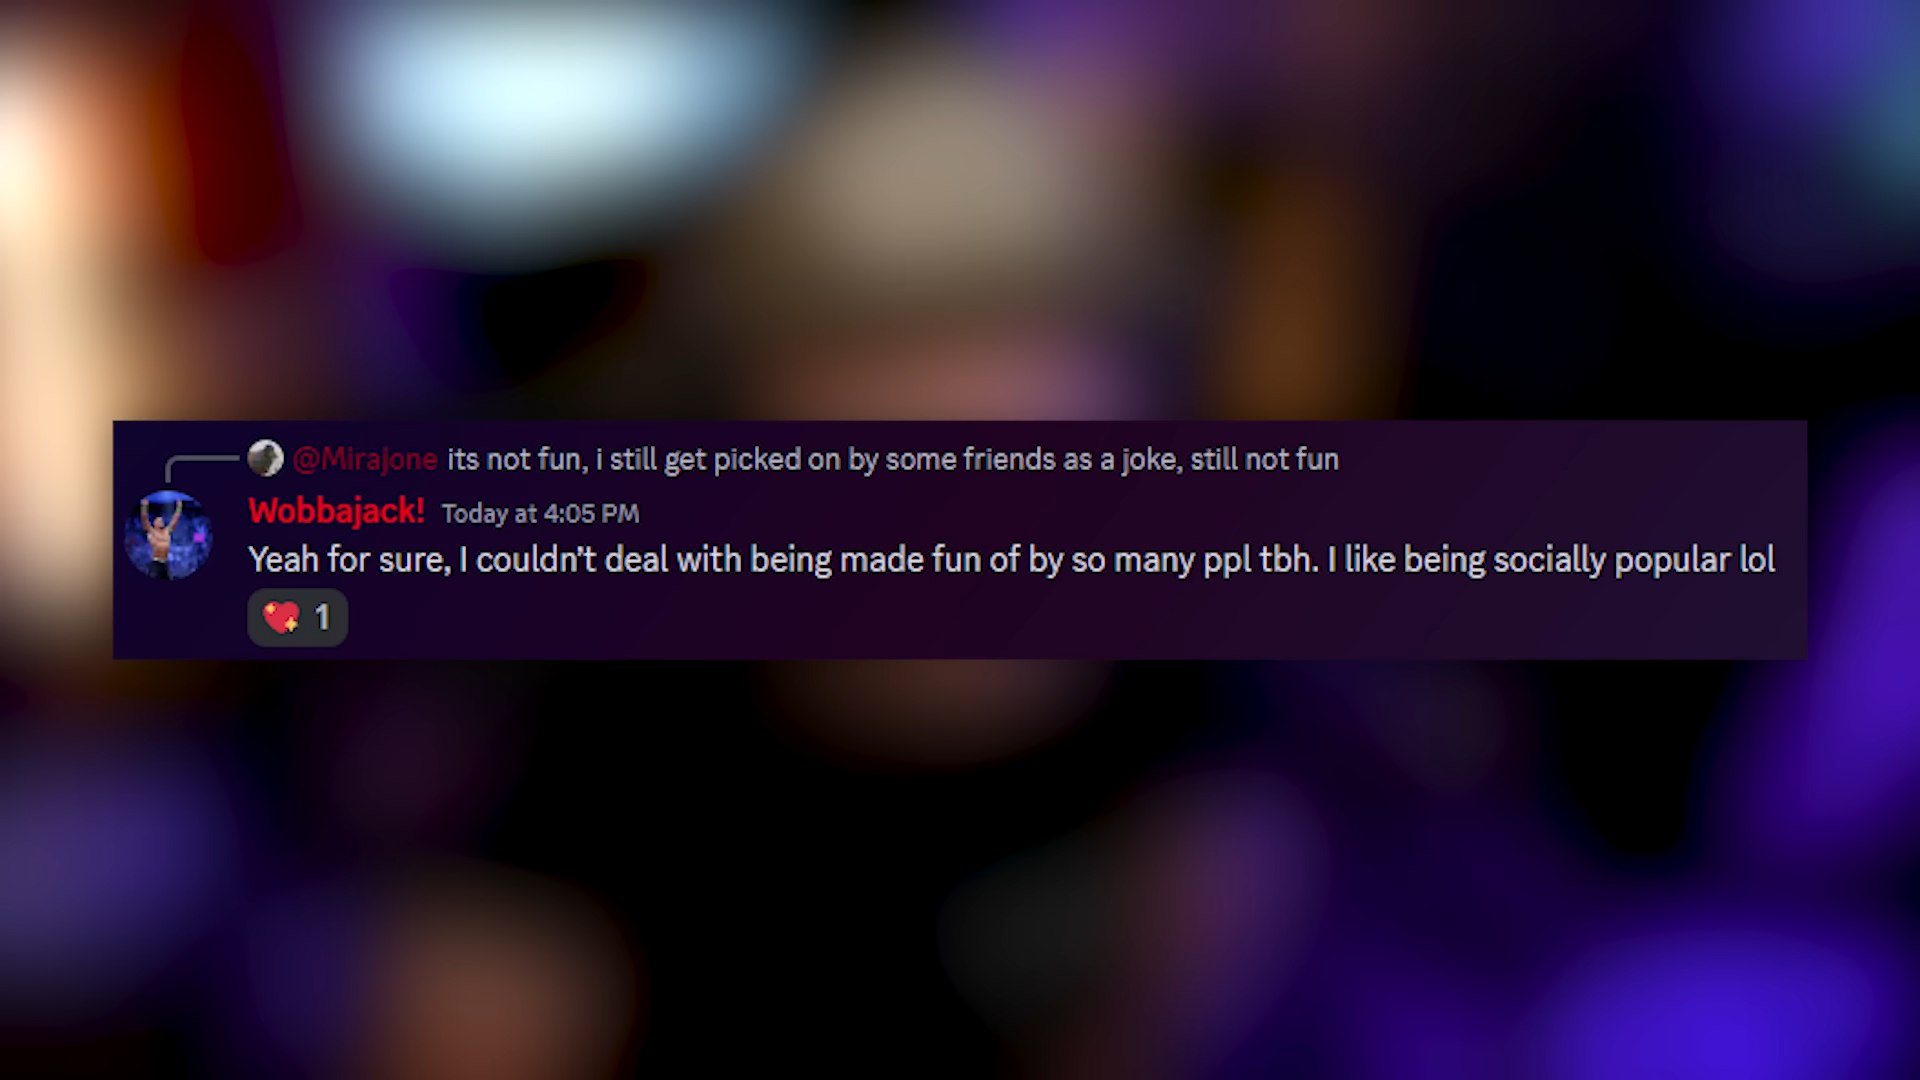 @Mirajone its not fun, i still get picked on by some friends as a joke, still not fun
Wobbajack! Today at 4:05 PM
Yeah for sure, I couldn't deal with being made fun of by so many ppl tbh. I like being socially popular lol
💖 1